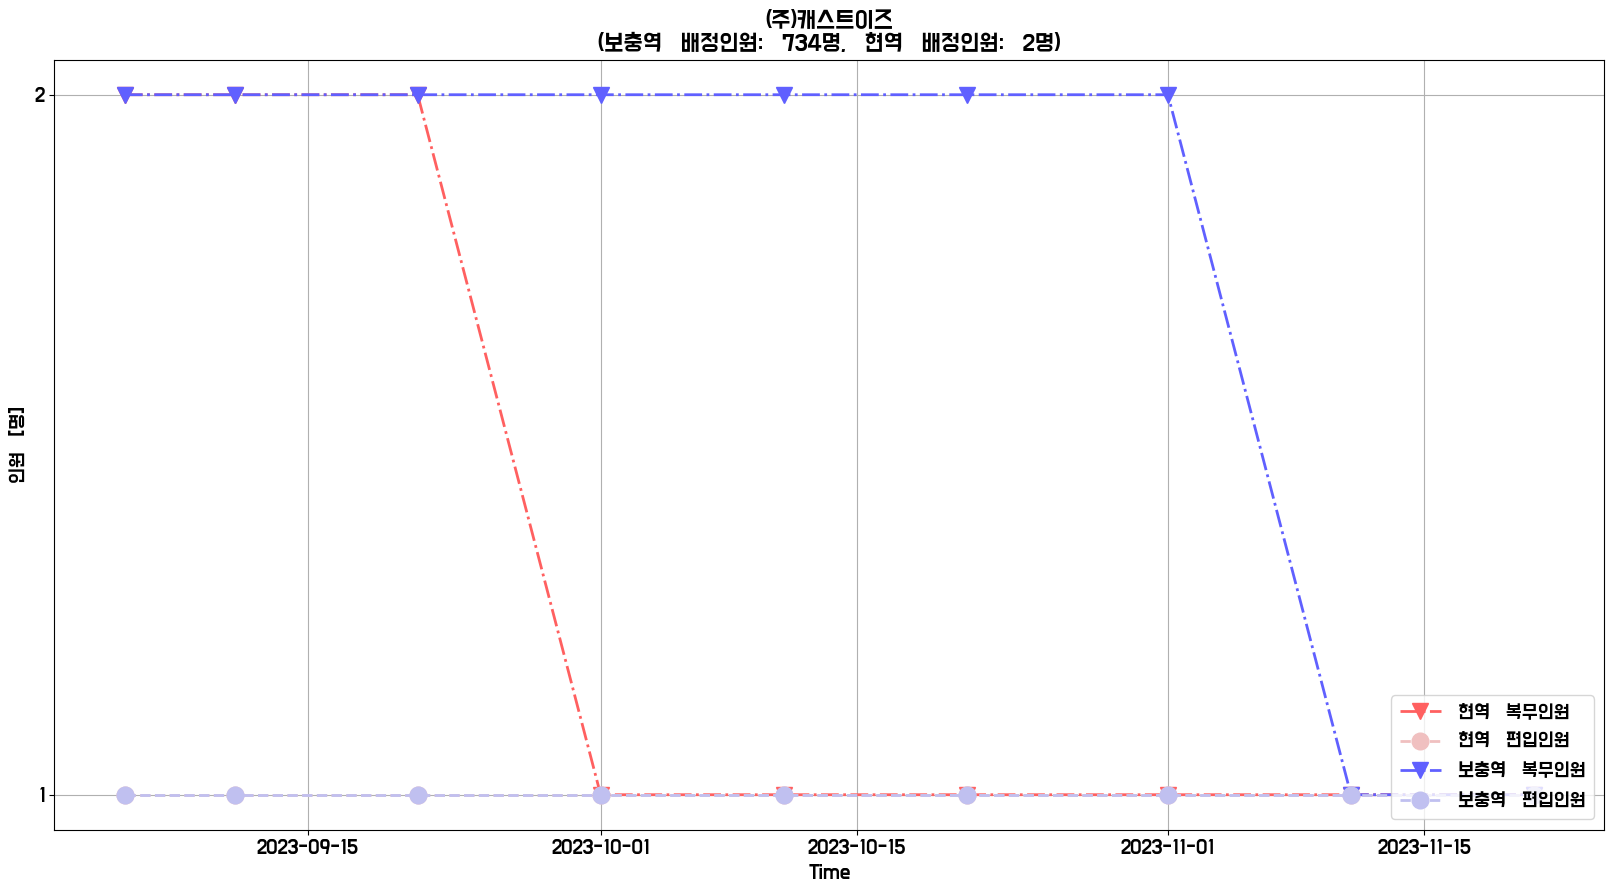 (주)캐스트이즈
(보충역 배정인원: 734명, 현역 배정인원: 2명)
2
인원 [명]
현역 복무인원
현역 편입인원
보충역 복무인원
보충역 편입인원
1
2023-09-15 2023-10-01 2023-10-15 2023-11-01 2023-11-15
Time